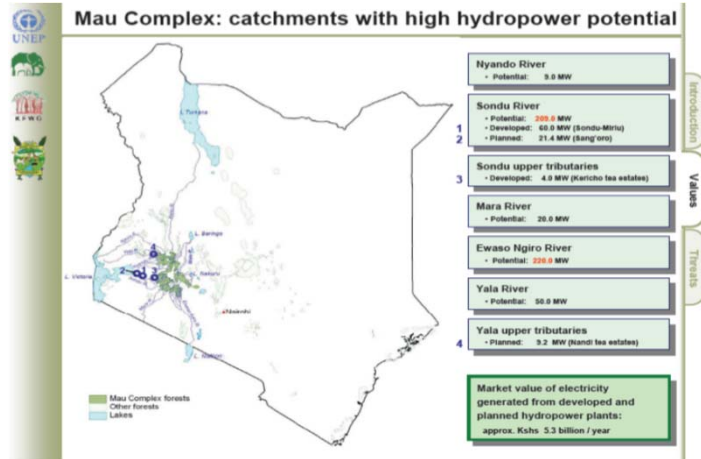 Mau Complex: catchments with high hydropower potential
UNEP
KFWG
Nyando River
• Potential: 9.0 MW
Sondu River
• Potential: 209.0 MW
1 • Developed: 60.0 MW (Sondu-Miriu)
2 • Planned: 21.4 MW (Sang'oro)
Sondu upper tributaries
3 • Developed: 4.0 MW (Kericho tea estates)
Mara River
• Potential: 20.0 MW
Ewaso Ngiro River
• Potential: 220.0 MW
Yala River
• Potential: 50.0 MW
Yala upper tributaries
4 • Planned: 9.2 MW (Nandi tea estates)
Market value of electricity
generated from developed and
planned hydropower plants:
approx. Kshs 5.3 billion / year
Introduction
Values
Threats
L. Turkana
L. Baringo
4
L. Victoria
2
1
3
L. Nakuru
Nairobi
L. Natron
Mau Complex forests
Other forests
Lakes